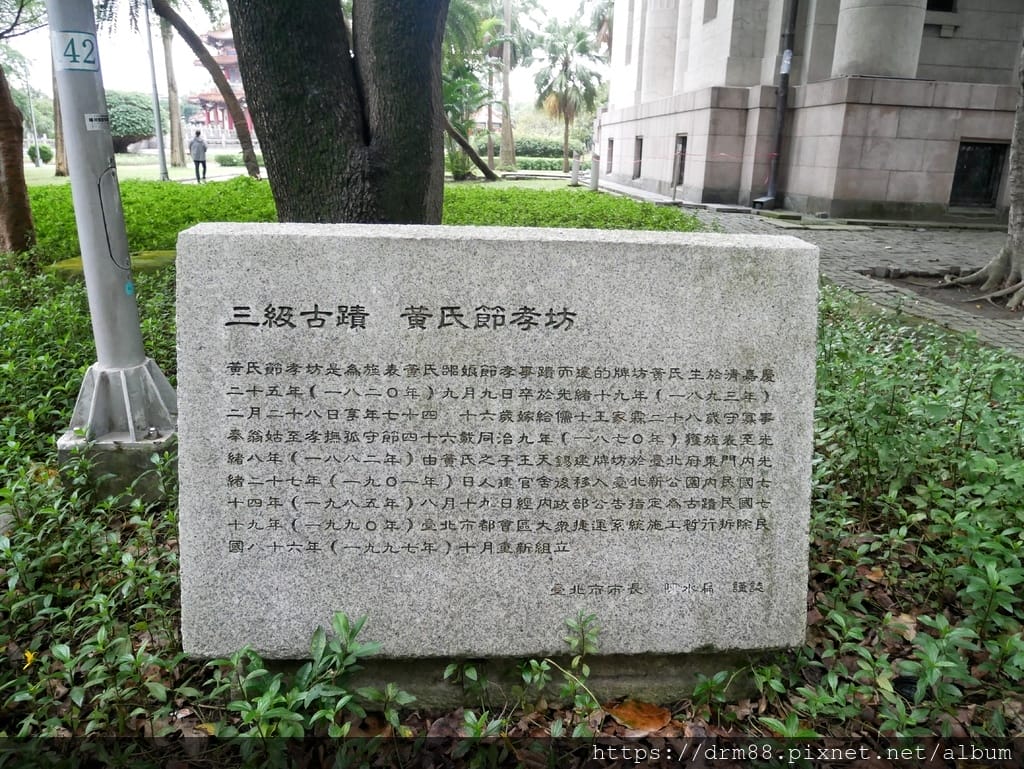 42
三級古蹟　黃氏節孝坊
黃氏節孝坊是為旌表黃氏昭娘節孝事蹟而建的牌坊黃氏生於清嘉慶
二十五年（一八二〇年）九月九日卒於光緒十九年（一八九三年）
二月二十八日享年七十四　十六歲嫁給儒士王家霖二十八歲守寡事
奉翁姑至孝撫孤守節四十六載同治九年（一八七〇年）獲旌表至光
緒八年（一八八二年）由黃氏之子王天錫建牌坊於臺北府東門內光
緒二十七年（一九〇一年）日人建官舍後移入臺北新公園內民國七
十四年（一九八五年）八月十九日經內政部公告指定為古蹟民國七
十九年（一九九〇年）臺北市都會區大眾捷運系統施工暫行拆除民
國八十六年（一九九七年）十月重新組立
臺北市市長　陳水扁　謹誌
https://drm88.pixnet.net/album